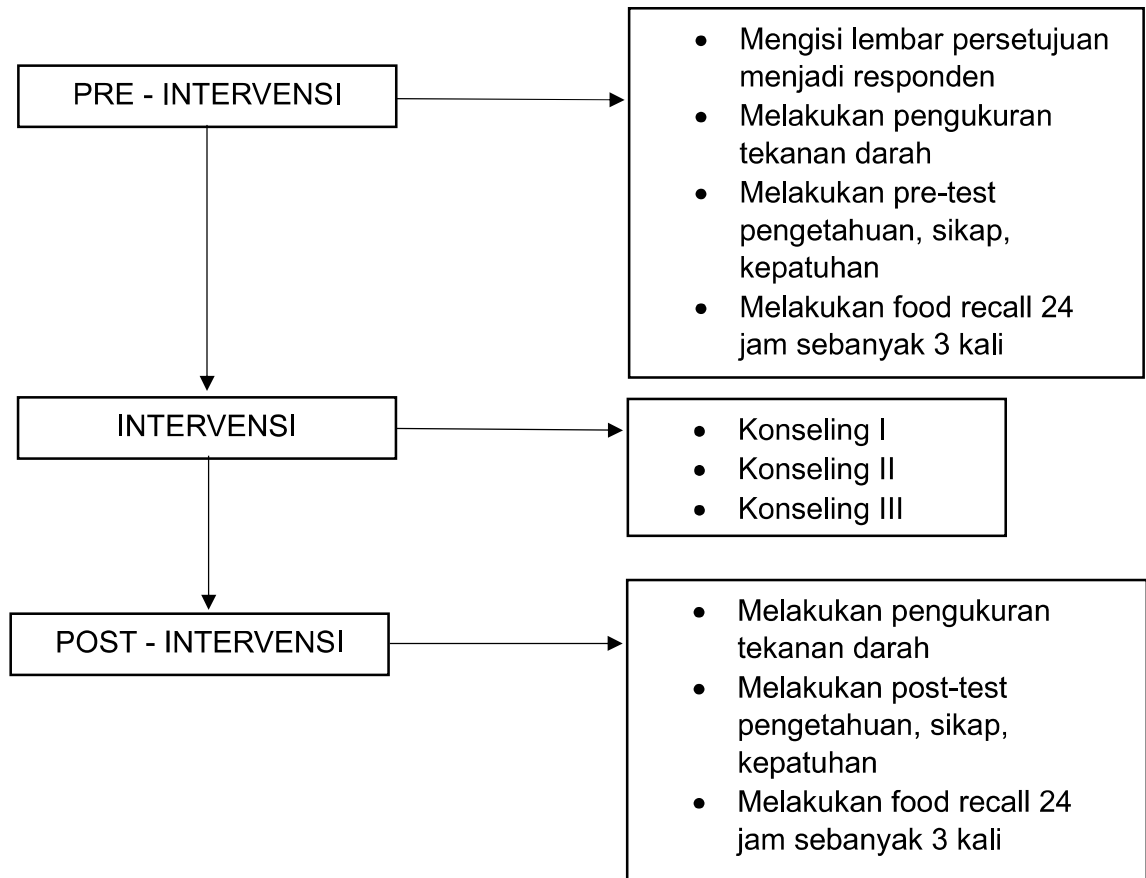 PRE - INTERVENSI
• Mengisi lembar persetujuan
menjadi responden
• Melakukan pengukuran
tekanan darah
• Melakukan pre-test
pengetahuan, sikap,
kepatuhan
• Melakukan food recall 24
jam sebanyak 3 kali
INTERVENSI
• Konseling I
• Konseling II
• Konseling III
POST - INTERVENSI
• Melakukan pengukuran
tekanan darah
• Melakukan post-test
pengetahuan, sikap,
kepatuhan
• Melakukan food recall 24
jam sebanyak 3 kali